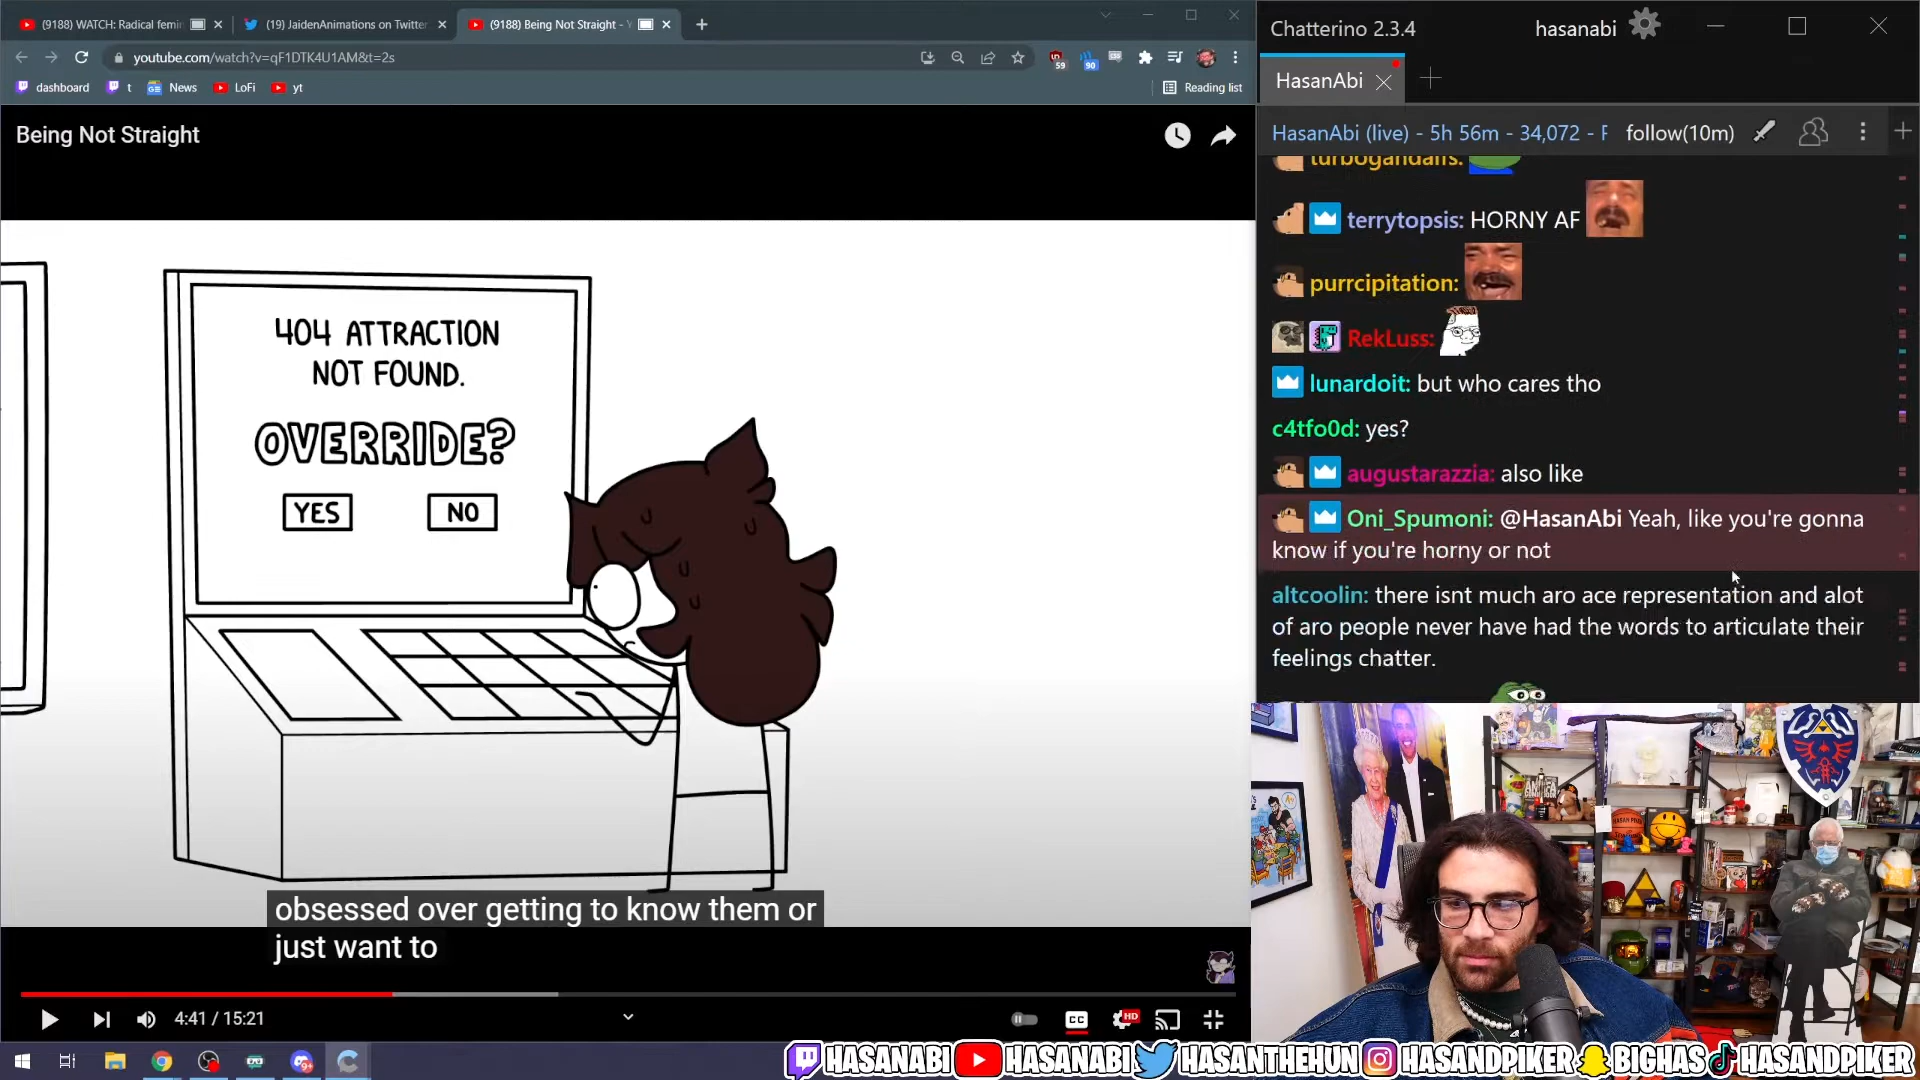 (9188) WATCH: Radical femin
(19) JaidenAnimations on Twitter
(9188) Being Not Straight - Y
youtube.com/watch?v=qF1DTK4U1AM&t=2s
59
90
dashboard
t
News
LoFi
yt
Reading list
Being Not Straight
404 ATTRACTION
NOT FOUND.
OVERRIDE?
YES
NO
obsessed over getting to know them or
just want to
4:41 / 15:21
CC
HD
Chatterino 2.3.4
hasanabi
HasanAbi
HasanAbi (live) - 5h 56m - 34,072 - F
follow(10m)
turbogandalfs:
terrytopsis: HORNY AF
purrcipitation:
RekLuss:
lunardoit: but who cares tho
c4tfo0d: yes?
augustarazzia: also like
Oni_Spumoni: @HasanAbi Yeah, like you're gonna
know if you're horny or not
altcoolin: there isnt much aro ace representation and alot
of aro people never have had the words to articulate their
feelings chatter.
HASANABI
HASANABI
HASANTHEHUN
HASANDPIKER
BIGHAS
HASANDPIKER